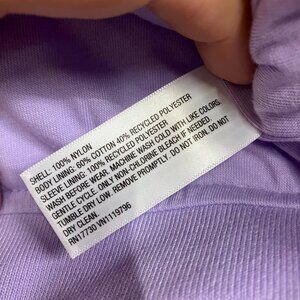 SHELL: 100% NYLON
BODY LINING: 60% COTTON 40% RECYCLED POLYESTER
SLEEVE LINING: 100% RECYCLED POLYESTER
WASH BEFORE WEAR. MACHINE WASH COLD WITH LIKE COLORS.
GENTLE CYCLE. ONLY NON-CHLORINE BLEACH IF NEEDED.
TUMBLE DRY LOW. REMOVE PROMPTLY. DO NOT IRON. DO NOT
DRY CLEAN.
RN17730 VN1119796